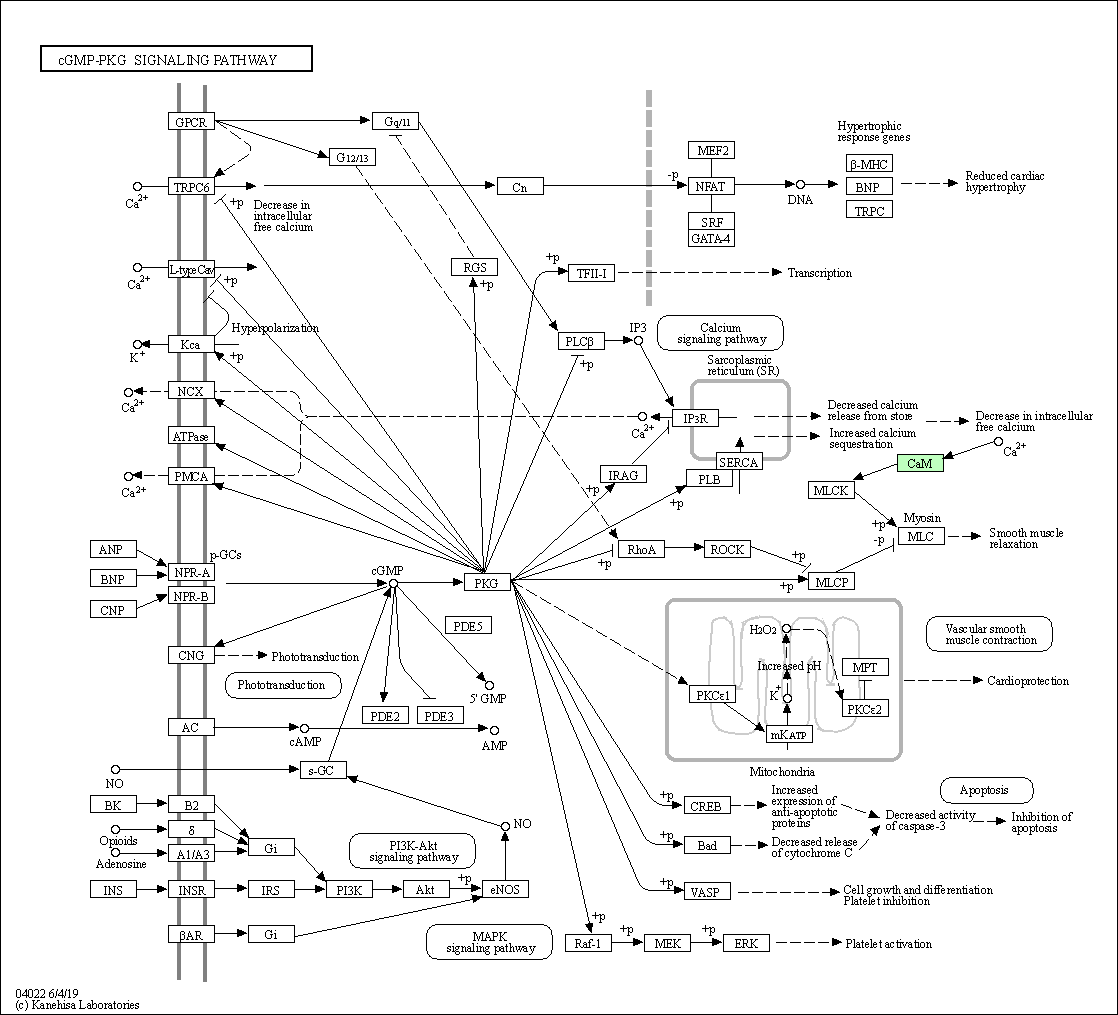 cGMP-PKG SIGNALING PATHWAY
GPCR
Gq/11
G12/13
Hypertrophic
response genes
MEF2
β-MHC
TRPC6
Ca2+
+p
Decrease in
intracellular
free calcium
Cn
-p
NFAT
DNA
BNP
Reduced cardiac
hypertrophy
TRPC
SRF
GATA-4
L-type Cav
Ca2+
+p
RGS
+p
+p
TFII-I
Transcription
Hyperpolarization
Kca
K+
+p
PLCβ
+p
IP3
Calcium
signaling pathway
Sarcoplasmic
reticulum (SR)
NCX
Ca2+
Ca2+
IP3R
Decreased calcium
release from store
Increased calcium
sequestration
Decrease in intracellular
free calcium
Ca2+
ATPase
PMCA
Ca2+
IRAG
+p
SERCA
PLB
+p
CaM
MLCK
+p
Myosin
MLC
-p
Smooth muscle
relaxation
ANP
BNP
CNP
p-GCs
NPR-A
NPR-B
cGMP
PKG
RhoA
+p
ROCK
+p
MLCP
PDE5
CNG
Phototransduction
Phototransduction
5' GMP
PDE2
PDE3
H2O2
Increased pH
K+
MPT
PKCε1
PKCε2
mKATP
Mitochondria
Vascular smooth
muscle contraction
Cardioprotection
AC
cAMP
AMP
NO
s-GC
BK
B2
Opioids
δ
Adenosine
A1/A3
Gi
NO
PI3K-Akt
signaling pathway
INS
INSR
IRS
PI3K
Akt
+p
eNOS
βAR
Gi
MAPK
signaling pathway
+p
CREB
Increased
expression of
anti-apoptotic
proteins
Apoptosis
Decreased activity
of caspase-3
Inhibition of
apoptosis
+p
Bad
Decreased release
of cytochrome C
+p
VASP
Cell growth and differentiation
Platelet inhibition
+p
Raf-1
+p
MEK
+p
ERK
Platelet activation
04022 6/4/19
(c) Kanehisa Laboratories